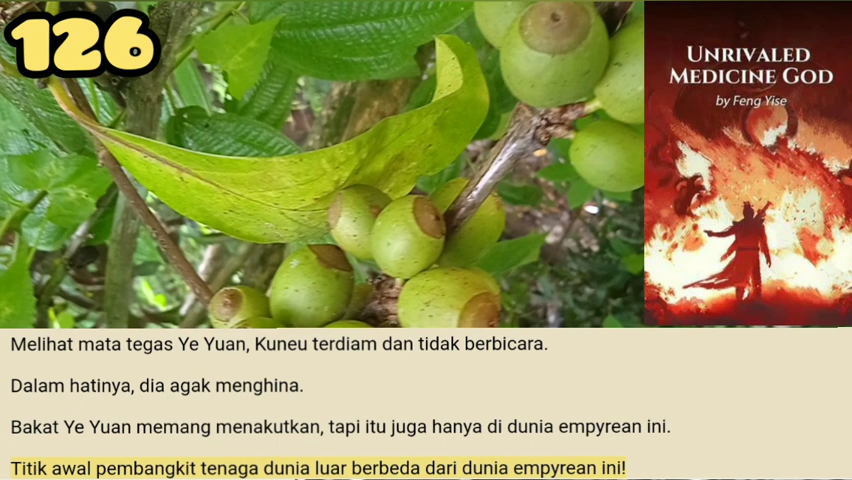 126
UNRIVALED
MEDICINE GOD
by Feng Yise
Melihat mata tegas Ye Yuan, Kuneu terdiam dan tidak berbicara.
Dalam hatinya, dia agak menghina.
Bakat Ye Yuan memang menakutkan, tapi itu juga hanya di dunia empyrean ini.
Titik awal pembangkit tenaga dunia luar berbeda dari dunia empyrean ini!